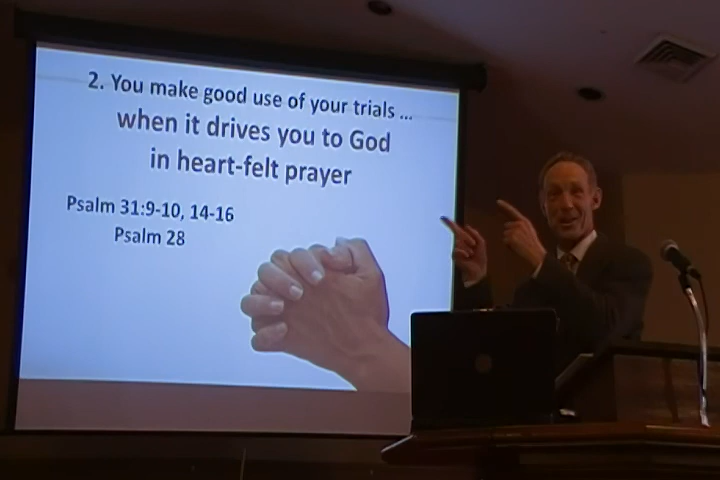 2. You make good use of your trials ...
when it drives you to God
in heart-felt prayer
Psalm 31:9-10, 14-16
Psalm 28